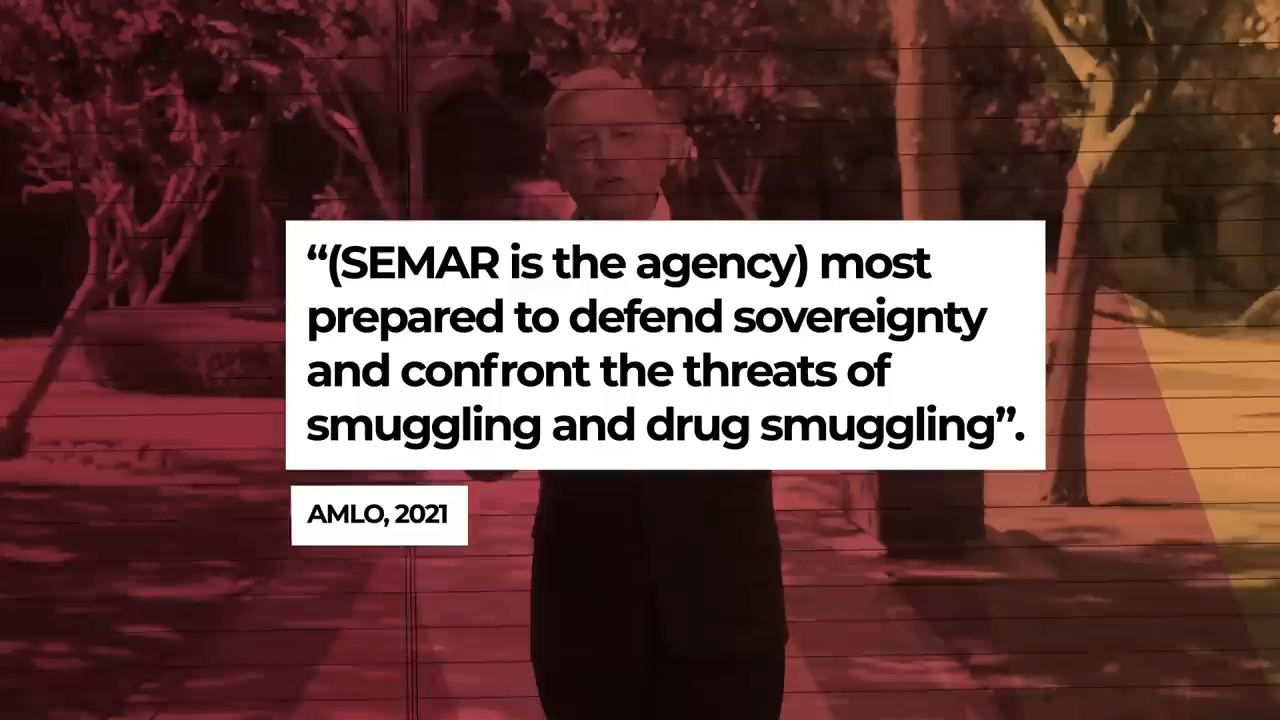 “(SEMAR is the agency) most
prepared to defend sovereignty
and confront the threats of
smuggling and drug smuggling”.
AMLO, 2021